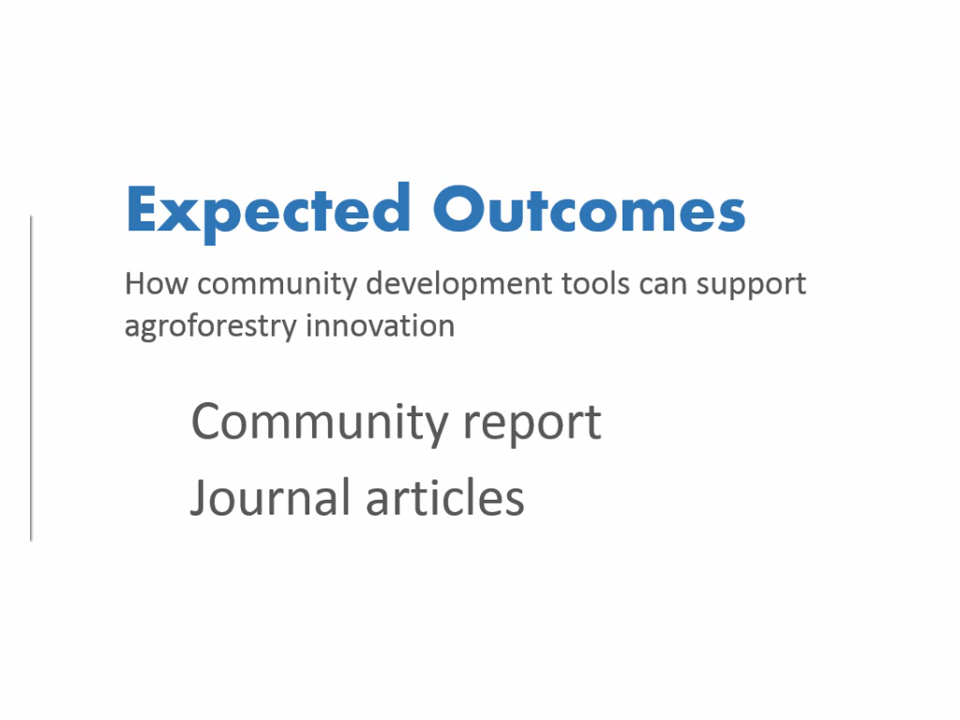 Expected Outcomes
How community development tools can support
agroforestry innovation
Community report
Journal articles